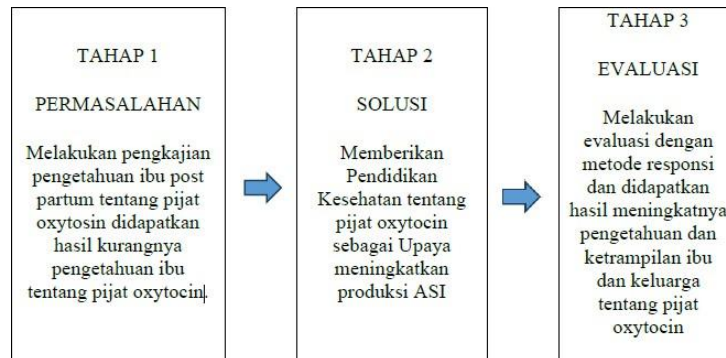 TAHAP 1
PERMASALAHAN
Melakukan pengkajian
pengetahuan ibu post
partum tentang pijat
oxytosin didapatkan
hasil kurangnya
pengetahuan ibu
tentang pijat oxytocin.
TAHAP 2
SOLUSI
Memberikan
Pendidikan
Kesehatan tentang
pijat oxytocin
sebagai Upaya
meningkatkan
produksi ASI
TAHAP 3
EVALUASI
Melakukan
evaluasi dengan
metode responsi
dan didapatkan
hasil meningkatnya
pengetahuan dan
ketrampilan ibu
dan keluarga
tentang pijat
oxytocin